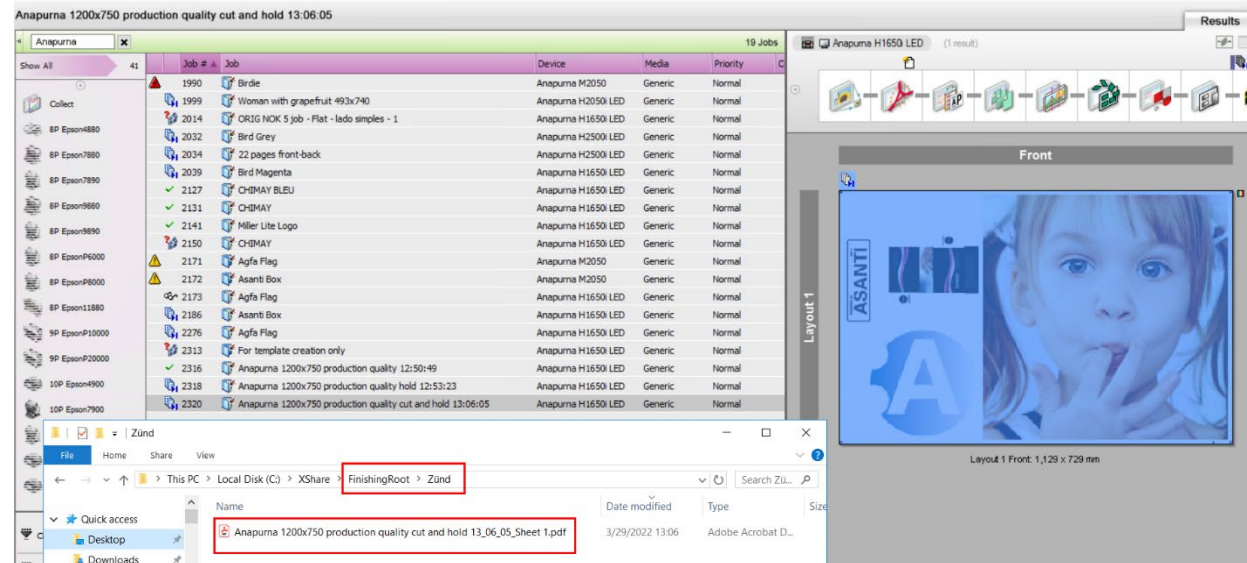 Anapurna 1200x750 production quality cut and hold 13:06:05
Results
Anapurna
19 Jobs
Show All 41
Collect
8P Epson4880
8P Epson7880
8P Epson7890
8P Epson9880
8P Epson9890
8P EpsonP6000
8P EpsonP8000
8P Epson11880
9P EpsonP10000
9P EpsonP20000
10P Epson4900
10P Epson7900
Job # Job Device Media Priority C
1990 Birdie Anapurna M2050 Generic Normal
1999 Woman with grapefruit 493x740 Anapurna H2050i LED Generic Normal
2014 ORIG NOK 5 job - Flat - lado simples - 1 Anapurna H1650i LED Generic Normal
2032 Bird Grey Anapurna H2500i LED Generic Normal
2034 22 pages front-back Anapurna H2500i LED Generic Normal
2039 Bird Magenta Anapurna H1650i LED Generic Normal
2127 CHIMAY BLEU Anapurna H1650i LED Generic Normal
2131 CHIMAY Anapurna H1650i LED Generic Normal
2141 Miller Lite Logo Anapurna H1650i LED Generic Normal
2150 CHIMAY Anapurna H1650i LED Generic Normal
2171 Agfa Flag Anapurna M2050 Generic Normal
2172 Asanti Box Anapurna M2050 Generic Normal
2173 Agfa Flag Anapurna H1650i LED Generic Normal
2186 Asanti Box Anapurna H1650i LED Generic Normal
2276 Agfa Flag Anapurna H1650i LED Generic Normal
2313 For template creation only Anapurna H1650i LED Generic Normal
2316 Anapurna 1200x750 production quality 12:50:49 Anapurna H1650i LED Generic Normal
2318 Anapurna 1200x750 production quality hold 12:53:23 Anapurna H1650i LED Generic Normal
2320 Anapurna 1200x750 production quality cut and hold 13:06:05 Anapurna H1650i LED Generic Normal
Anapurna H1650i LED (1 result)
AP
Front
Layout 1
ASANTI
A
Layout 1 Front: 1,129 x 729 mm
Zünd
File Home Share View
This PC > Local Disk (C:) > XShare > FinishingRoot > Zünd
Search Zü...
Name Date modified Type Size
Quick access
Desktop
Downloads
Anapurna 1200x750 production quality cut and hold 13_06_05_Sheet 1.pdf 3/29/2022 13:06 Adobe Acrobat D...